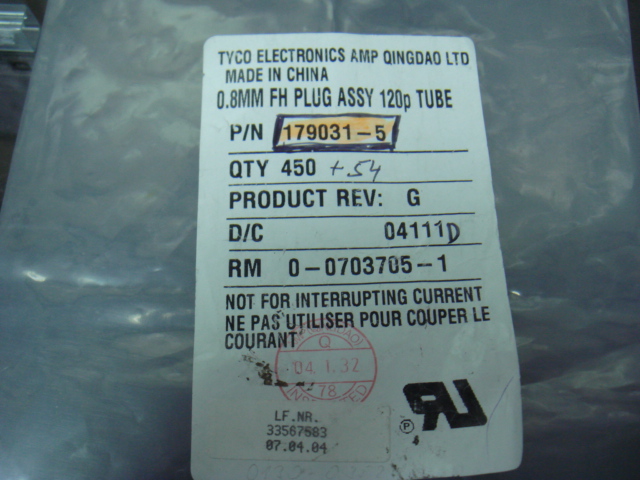 TYCO ELECTRONICS AMP QINGDAO LTD
MADE IN CHINA
0.8MM FH PLUG ASSY 120p TUBE
P/N 179031-5
QTY 450 + 54
PRODUCT REV: G
D/C 04111D
RM 0-0703705-1
NOT FOR INTERRUPTING CURRENT
NE PAS UTILISER POUR COUPER LE
COURANT
Q
04.1.32
78
LF.NR.
33567883
07.04.04
P